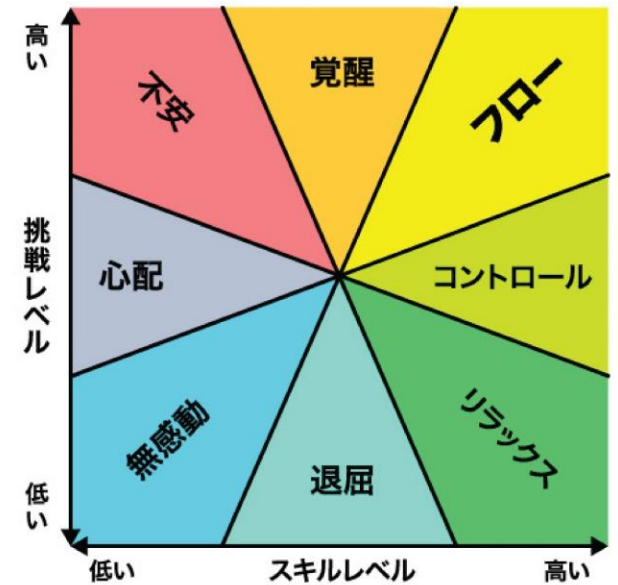 高い
不安
覚醒
フロー
挑戦レベル
心配
コントロール
無感動
退屈
リラックス
低い
低い
スキルレベル
高い